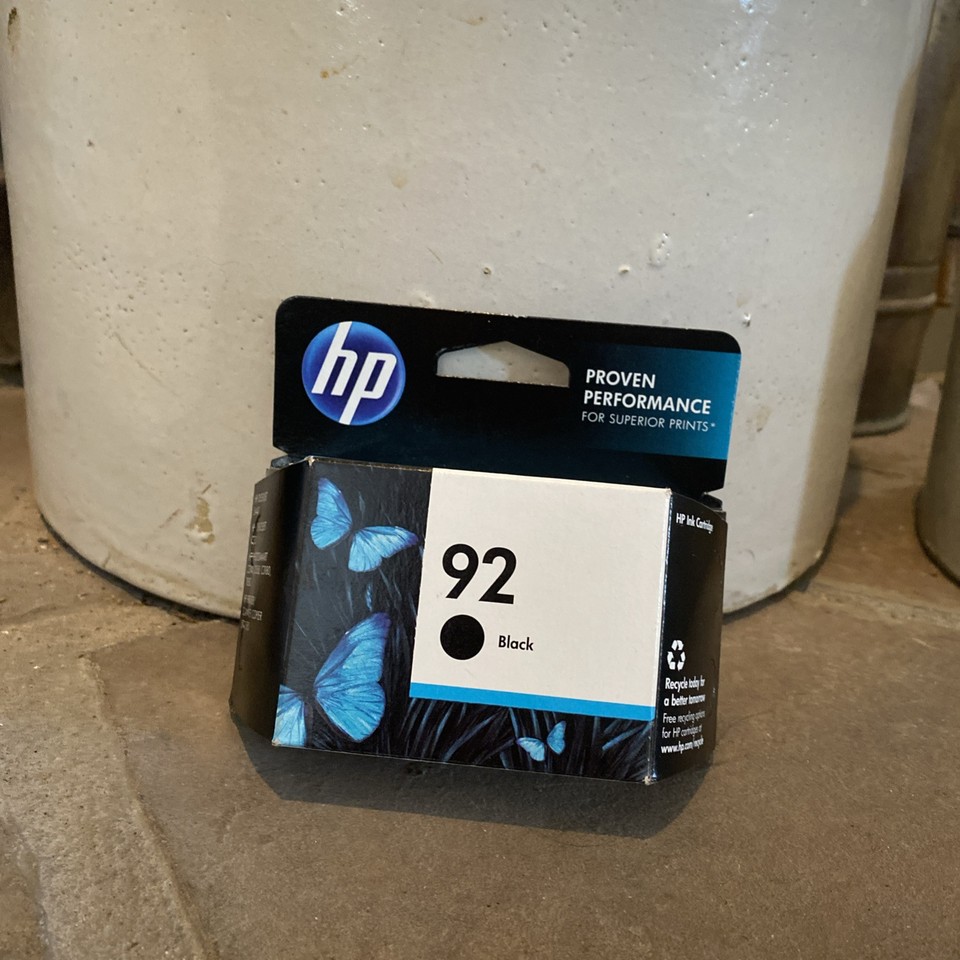 hp
PROVEN
PERFORMANCE
FOR SUPERIOR PRINTS*
92
Black
HP Ink Cartridge
Recycle today for
a better tomorrow
Free recycling options
for HP cartridges at
www.hp.com/recycle